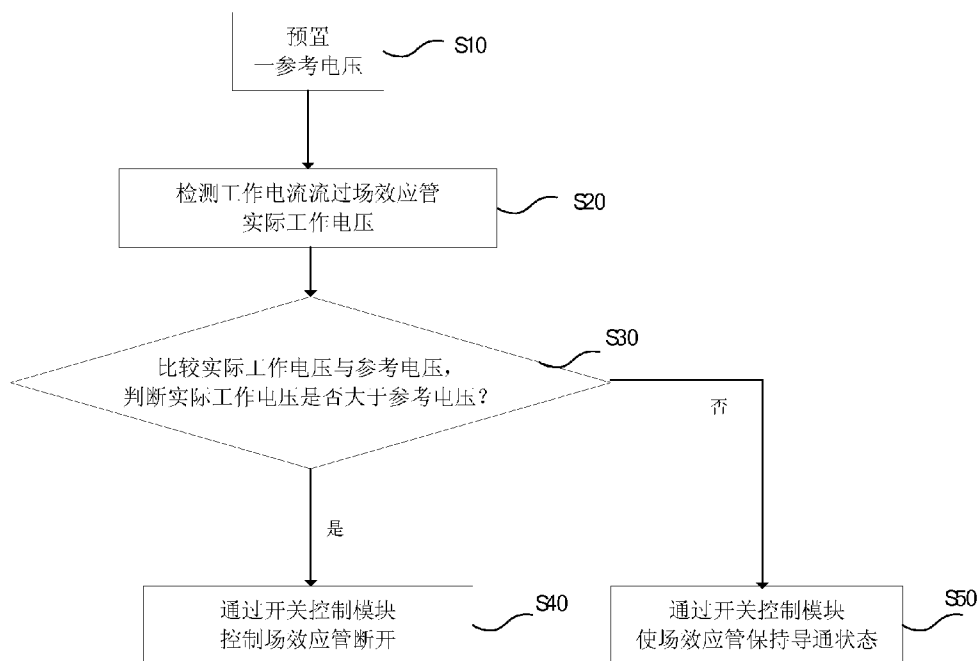 预置
一参考电压
S10
检测工作电流流过场效应管
实际工作电压
S20
S30
比较实际工作电压与参考电压,
判断实际工作电压是否大于参考电压?
否
是
通过开关控制模块
控制场效应管断开
S40
通过开关控制模块
使场效应管保持导通状态
S50